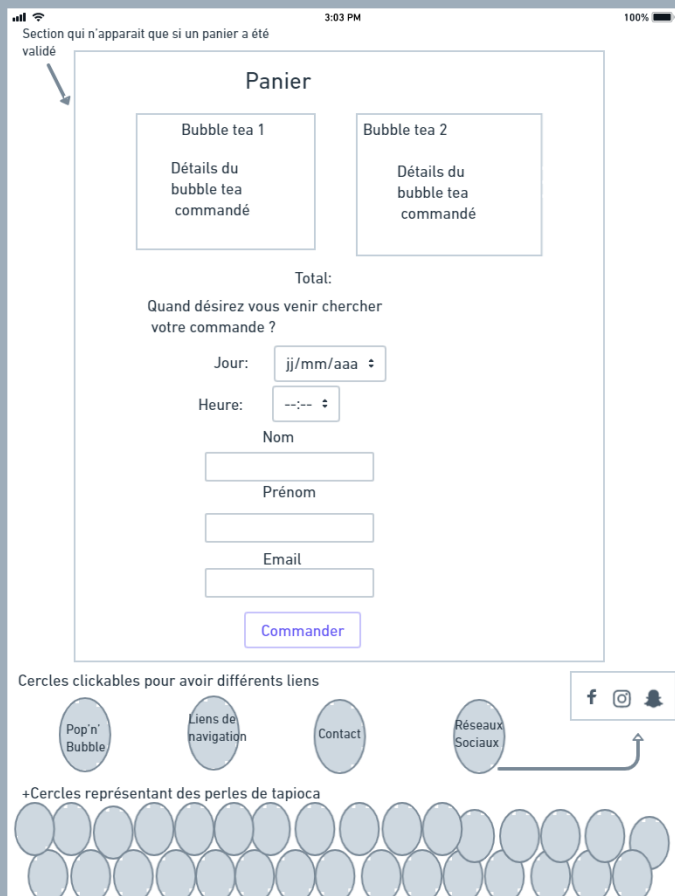 3:03 PM
100%
Section qui n'apparait que si un panier a été
validé
Panier
Bubble tea 1
Détails du
bubble tea
commandé
Bubble tea 2
Détails du
bubble tea
commandé
Total:
Quand désirez vous venir chercher
votre commande ?
Jour:
jj/mm/aaa
Heure:
--:--
Nom
Prénom
Email
Commander
Cercles clickables pour avoir différents liens
Pop'n'
Bubble
Liens de
navigation
Contact
Réseaux
Sociaux
+Cercles représentant des perles de tapioca